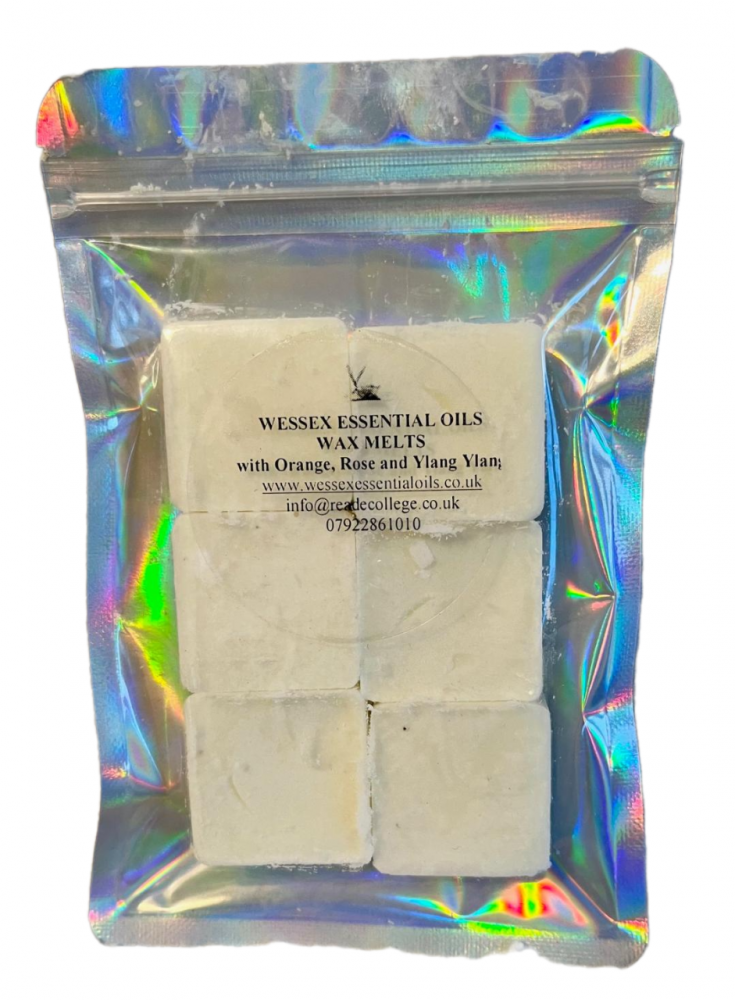 WESSEX ESSENTIAL OILS
WAX MELTS
with Orange, Rose and Ylang Ylang
www.wessexessentialoils.co.uk
info@readecollege.co.uk
07922861010